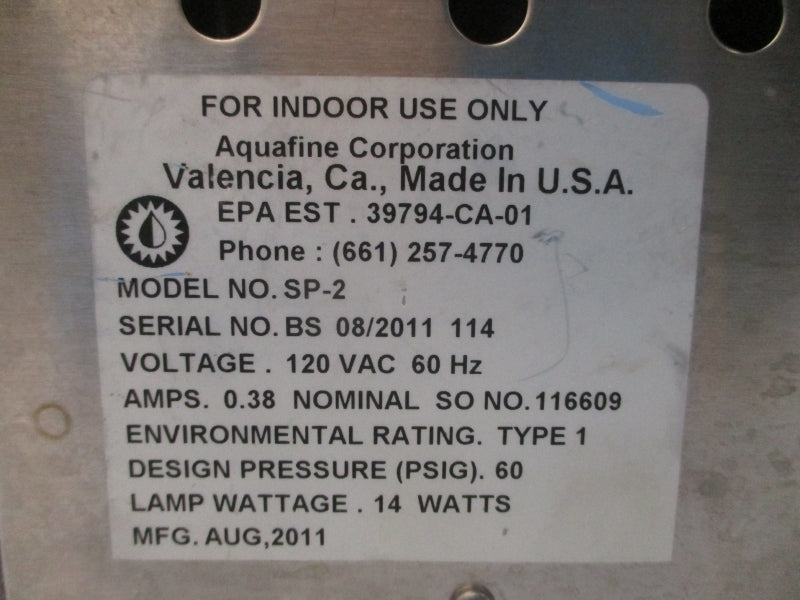 FOR INDOOR USE ONLY
Aquafine Corporation
Valencia, Ca., Made In U.S.A.
EPA EST . 39794-CA-01
Phone : (661) 257-4770
MODEL NO. SP-2
SERIAL NO. BS 08/2011 114
VOLTAGE . 120 VAC 60 Hz
AMPS. 0.38 NOMINAL SO NO. 116609
ENVIRONMENTAL RATING. TYPE 1
DESIGN PRESSURE (PSIG). 60
LAMP WATTAGE . 14 WATTS
MFG. AUG,2011